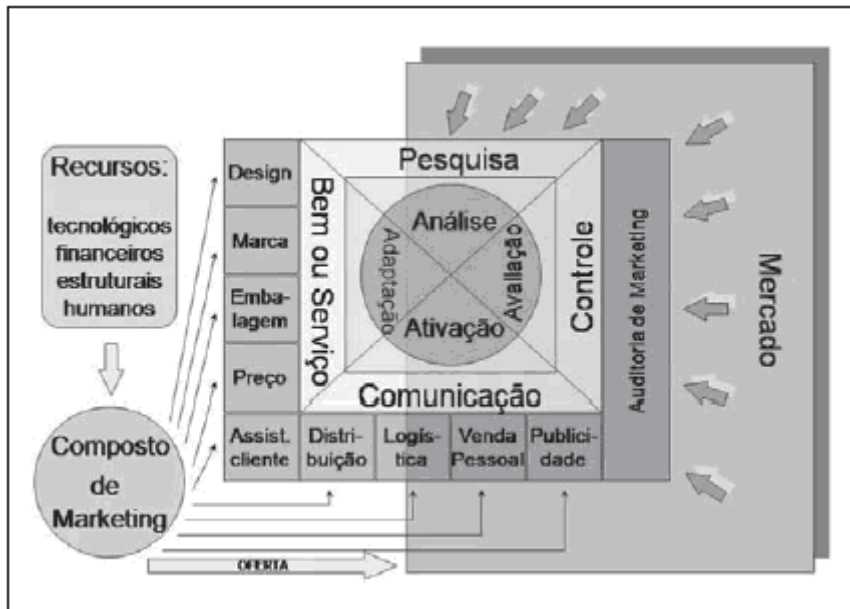 Recursos:
tecnológicos
financeiros
estruturais
humanos
Composto
de
Marketing
OFERTA
Design
Marca
Emba-
lagem
Preço
Assist.
cliente
Distri-
buição
Logís-
tica
Venda
Pessoal
Publici-
dade
Bem ou Serviço
Pesquisa
Controle
Comunicação
Análise
Adaptação
Avaliação
Ativação
Auditoria de Marketing
Mercado